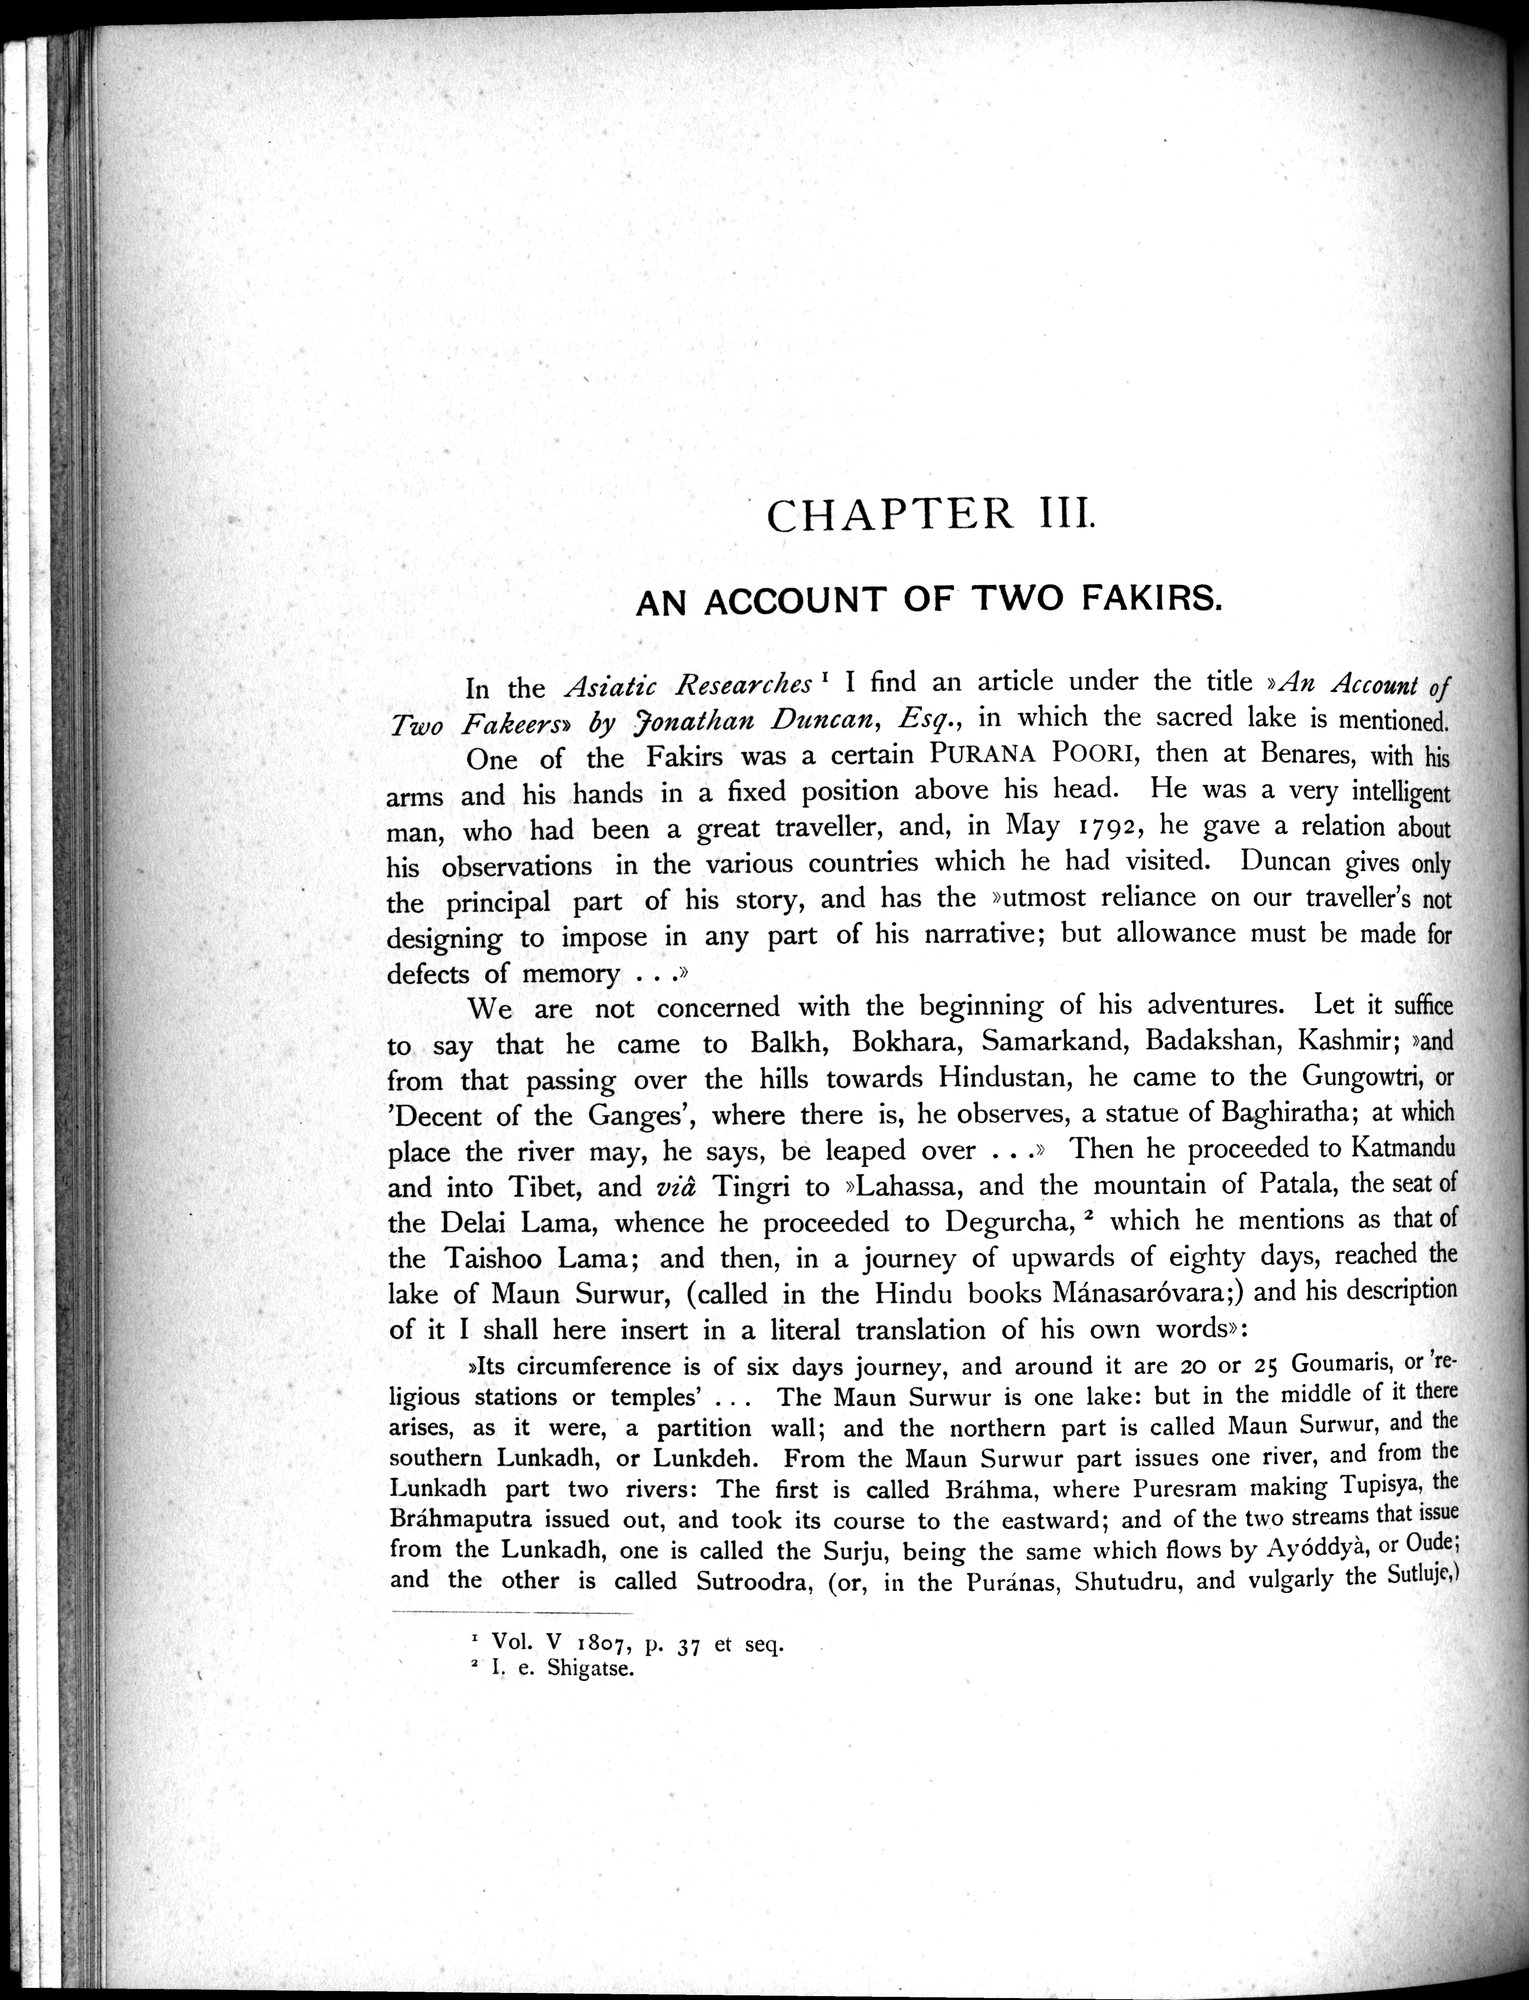 CHAPTER III.
AN ACCOUNT OF TWO FAKIRS.
In the Asiatic Researches ¹ I find an article under the title »An Account of
Two Fakeers» by Jonathan Duncan, Esq., in which the sacred lake is mentioned.
One of the Fakirs was a certain PURANA POORI, then at Benares, with his
arms and his hands in a fixed position above his head. He was a very intelligent
man, who had been a great traveller, and, in May 1792, he gave a relation about
his observations in the various countries which he had visited. Duncan gives only
the principal part of his story, and has the »utmost reliance on our traveller's not
designing to impose in any part of his narrative; but allowance must be made for
defects of memory . . .»
We are not concerned with the beginning of his adventures. Let it suffice
to say that he came to Balkh, Bokhara, Samarkand, Badakshan, Kashmir; »and
from that passing over the hills towards Hindustan, he came to the Gungowtri, or
'Decent of the Ganges', where there is, he observes, a statue of Baghiratha; at which
place the river may, he says, be leaped over . . .» Then he proceeded to Katmandu
and into Tibet, and viâ Tingri to »Lahassa, and the mountain of Patala, the seat of
the Delai Lama, whence he proceeded to Degurcha, ² which he mentions as that of
the Taishoo Lama; and then, in a journey of upwards of eighty days, reached the
lake of Maun Surwur, (called in the Hindu books Mánasaróvara;) and his description
of it I shall here insert in a literal translation of his own words»:
»Its circumference is of six days journey, and around it are 20 or 25 Goumaris, or 're-
ligious stations or temples' . . . The Maun Surwur is one lake: but in the middle of it there
arises, as it were, a partition wall; and the northern part is called Maun Surwur, and the
southern Lunkadh, or Lunkdeh. From the Maun Surwur part issues one river, and from the
Lunkadh part two rivers: The first is called Bráhma, where Puresram making Tupisya, the
Bráhmaputra issued out, and took its course to the eastward; and of the two streams that issue
from the Lunkadh, one is called the Surju, being the same which flows by Ayóddyà, or Oude;
and the other is called Sutroodra, (or, in the Puránas, Shutudru, and vulgarly the Sutluje,)
¹ Vol. V 1807, p. 37 et seq.
² I. e. Shigatse.